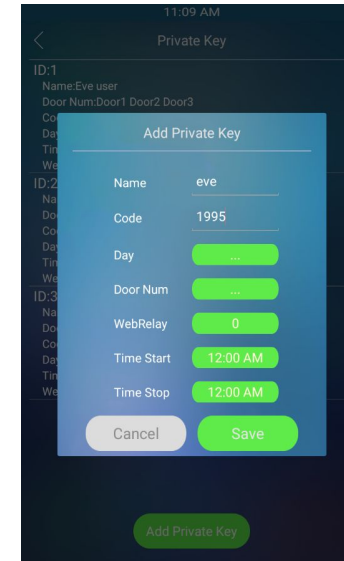 11:09 AM
Private Key
ID:1
Name:Eve user
Door Num:Door1 Door2 Door3
Add Private Key
ID:2
ID:3
Name eve
Code 1995
Day ...
Door Num ...
WebRelay 0
Time Start 12:00 AM
Time Stop 12:00 AM
Cancel Save
Add Private Key